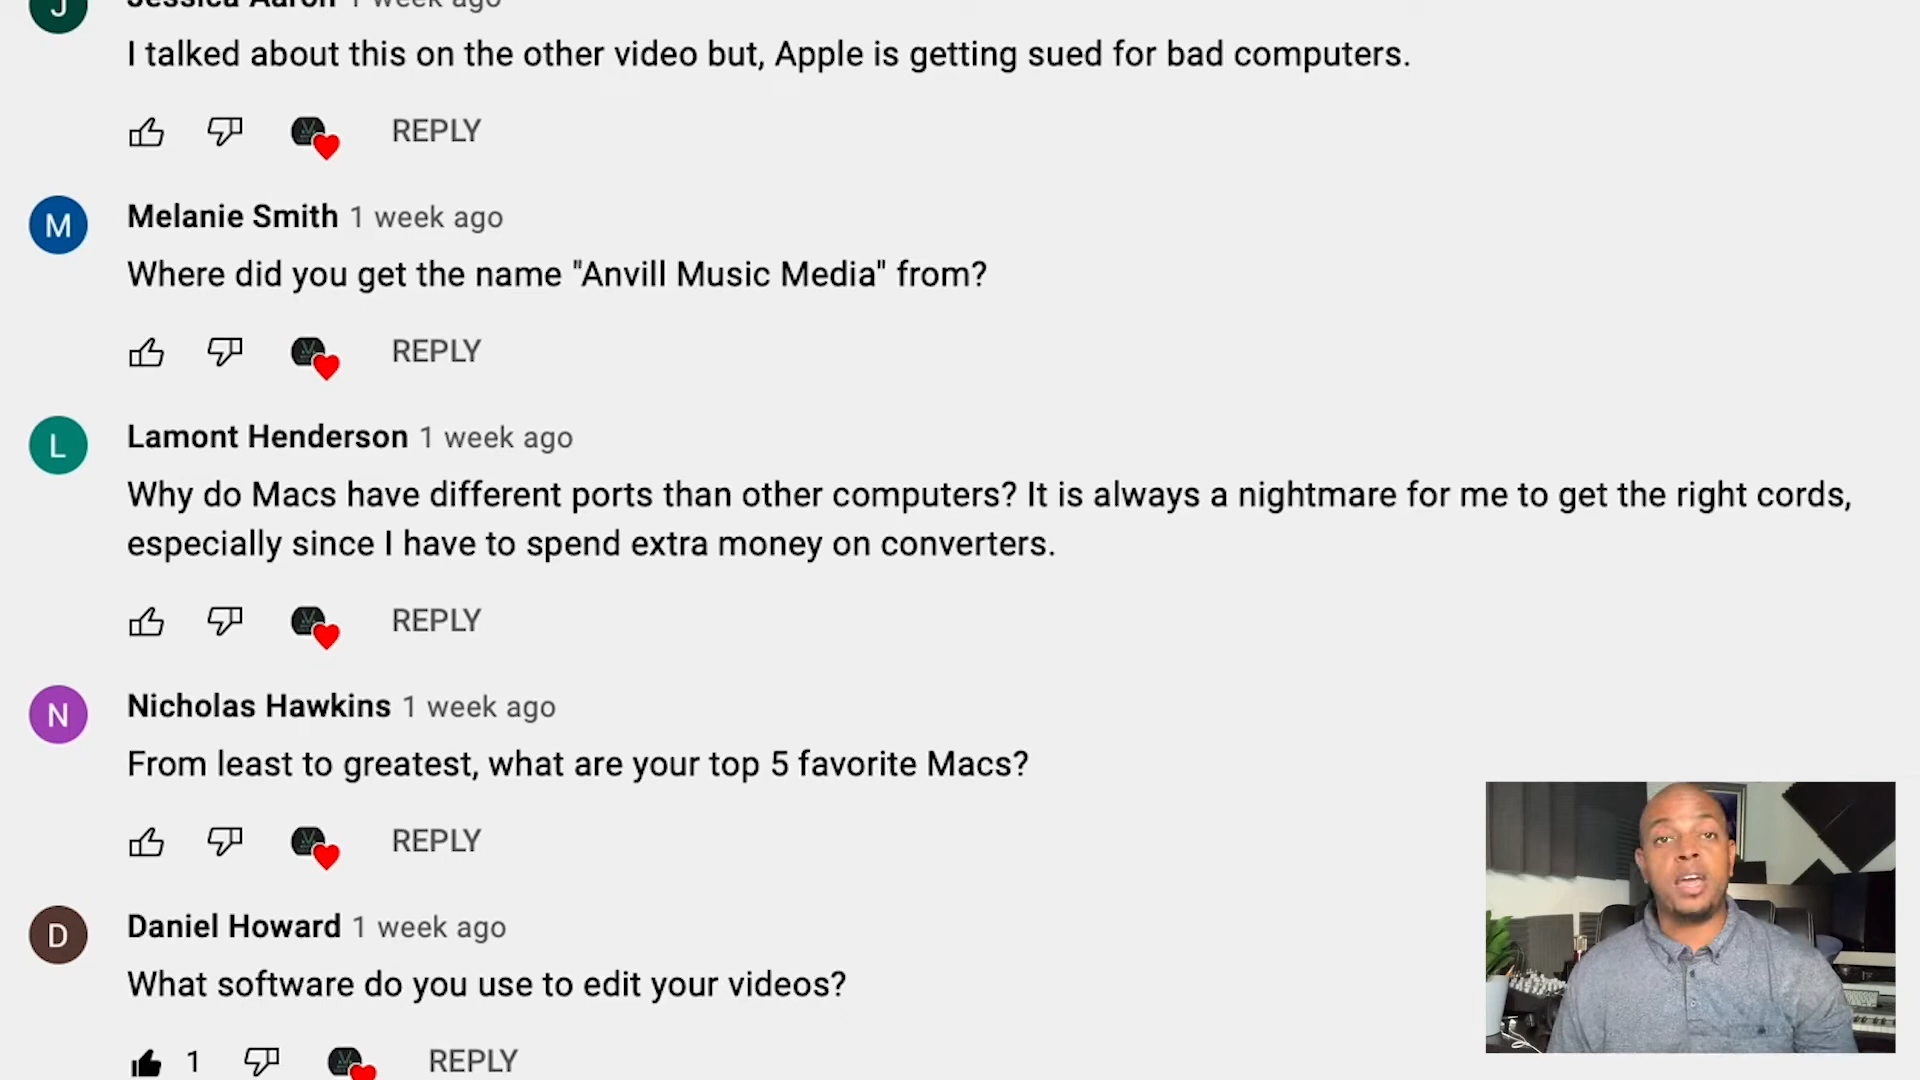 J
Jessica Aaron 1 week ago
I talked about this on the other video but, Apple is getting sued for bad computers.
REPLY
M
Melanie Smith 1 week ago
Where did you get the name "Anvill Music Media" from?
REPLY
L
Lamont Henderson 1 week ago
Why do Macs have different ports than other computers? It is always a nightmare for me to get the right cords,
especially since I have to spend extra money on converters.
REPLY
N
Nicholas Hawkins 1 week ago
From least to greatest, what are your top 5 favorite Macs?
REPLY
D
Daniel Howard 1 week ago
What software do you use to edit your videos?
1 REPLY